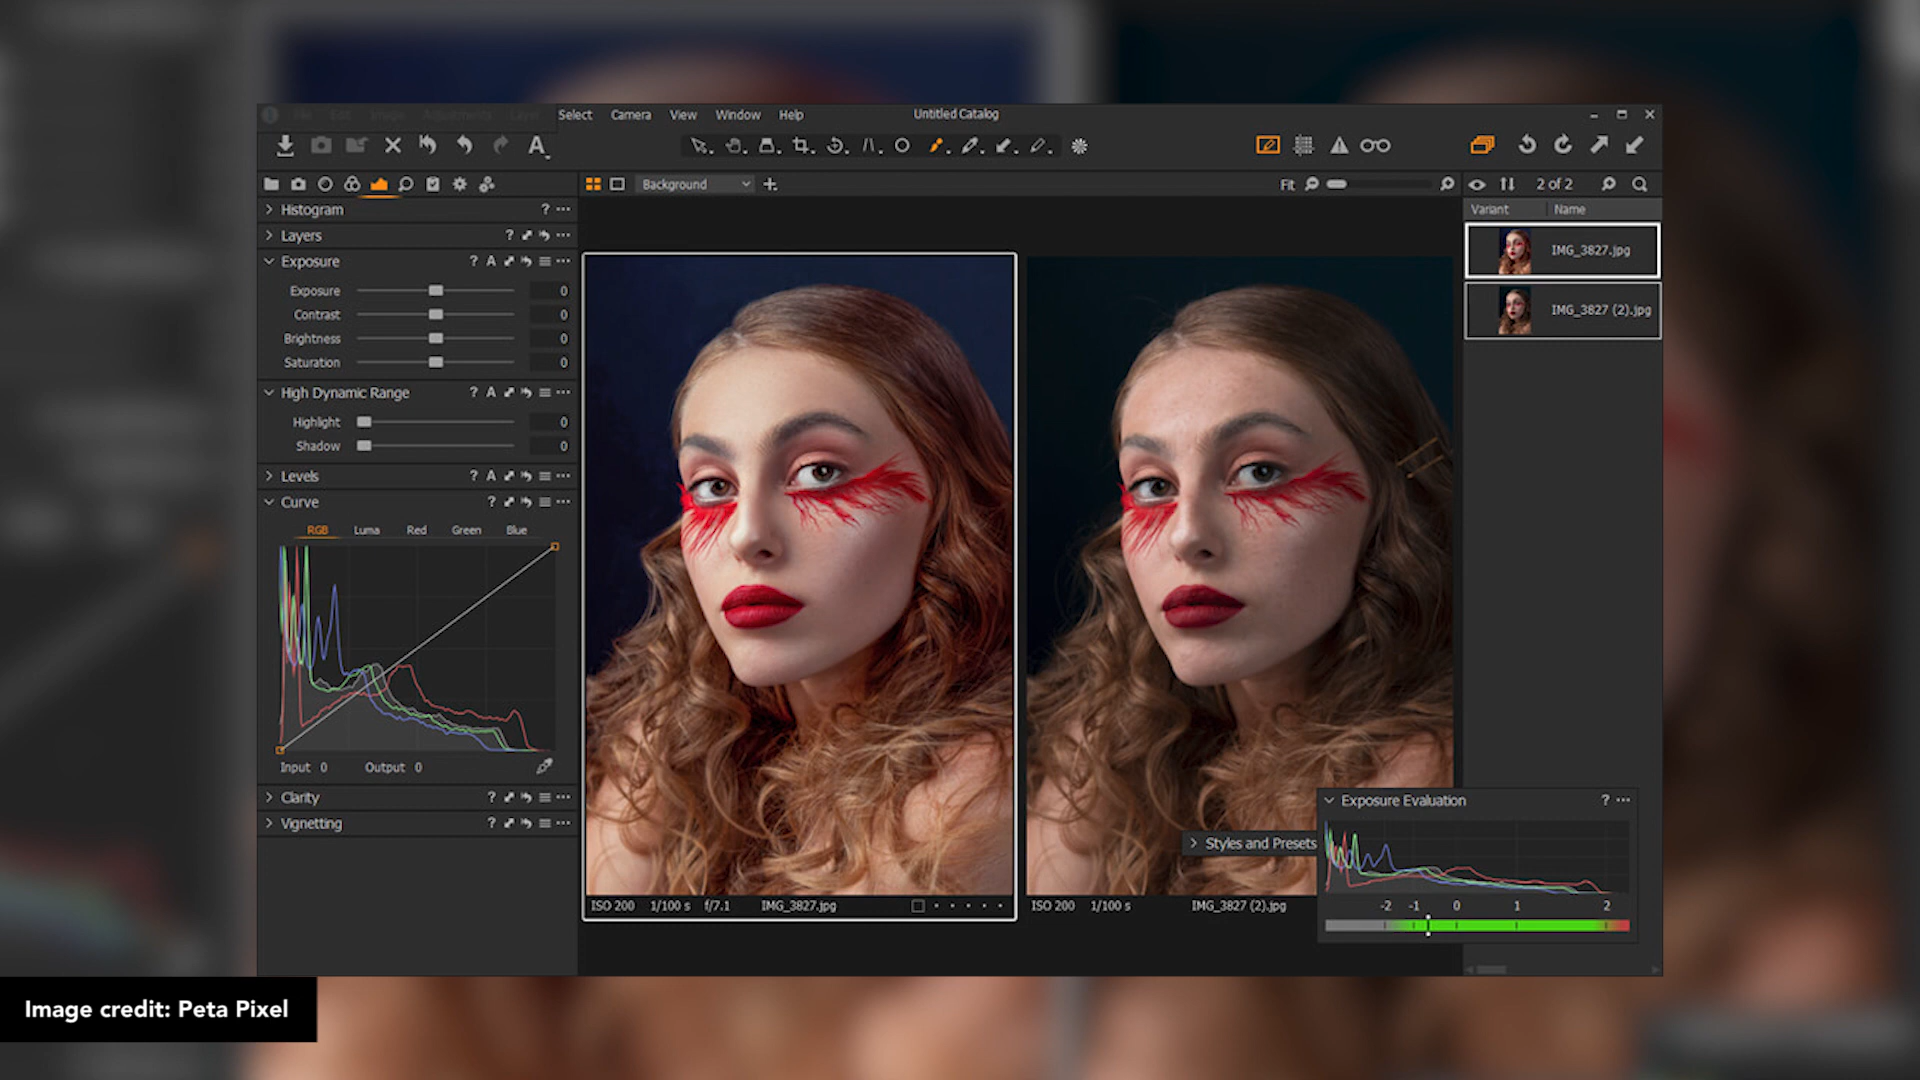 Select Camera View Window Help Untitled Catalog
Background Fit 2 of 2
Variant Name
IMG_3827.jpg
IMG_3827 (2).jpg
Histogram
Layers
Exposure
Exposure 0
Contrast 0
Brightness 0
Saturation 0
High Dynamic Range
Highlight 0
Shadow 0
Levels
Curve
RGB Luma Red Green Blue
Input 0 Output 0
Clarity
Vignetting
ISO 200 1/100 s f/7.1 IMG_3827.jpg
ISO 200 1/100 s IMG_3827 (2).jpg
Styles and Presets
Exposure Evaluation
-2 -1 0 1 2
Image credit: Peta Pixel